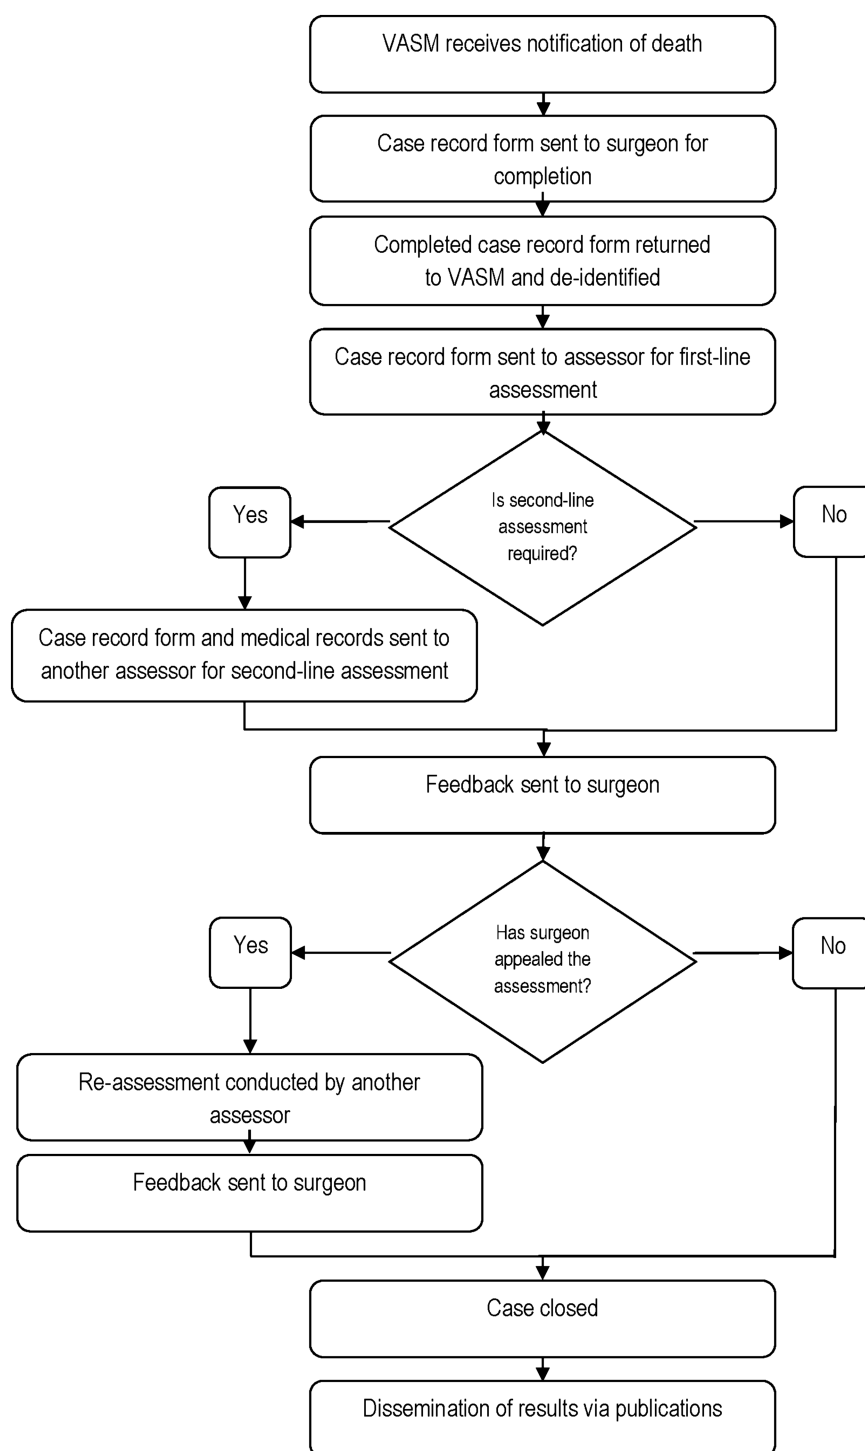 VASM receives notification of death
Case record form sent to surgeon for
completion
Completed case record form returned
to VASM and de-identified
Case record form sent to assessor for first-line
assessment
Is second-line
assessment
required?
Yes
No
Case record form and medical records sent to
another assessor for second-line assessment
Feedback sent to surgeon
Has surgeon
appealed the
assessment?
Yes
No
Re-assessment conducted by another
assessor
Feedback sent to surgeon
Case closed
Dissemination of results via publications